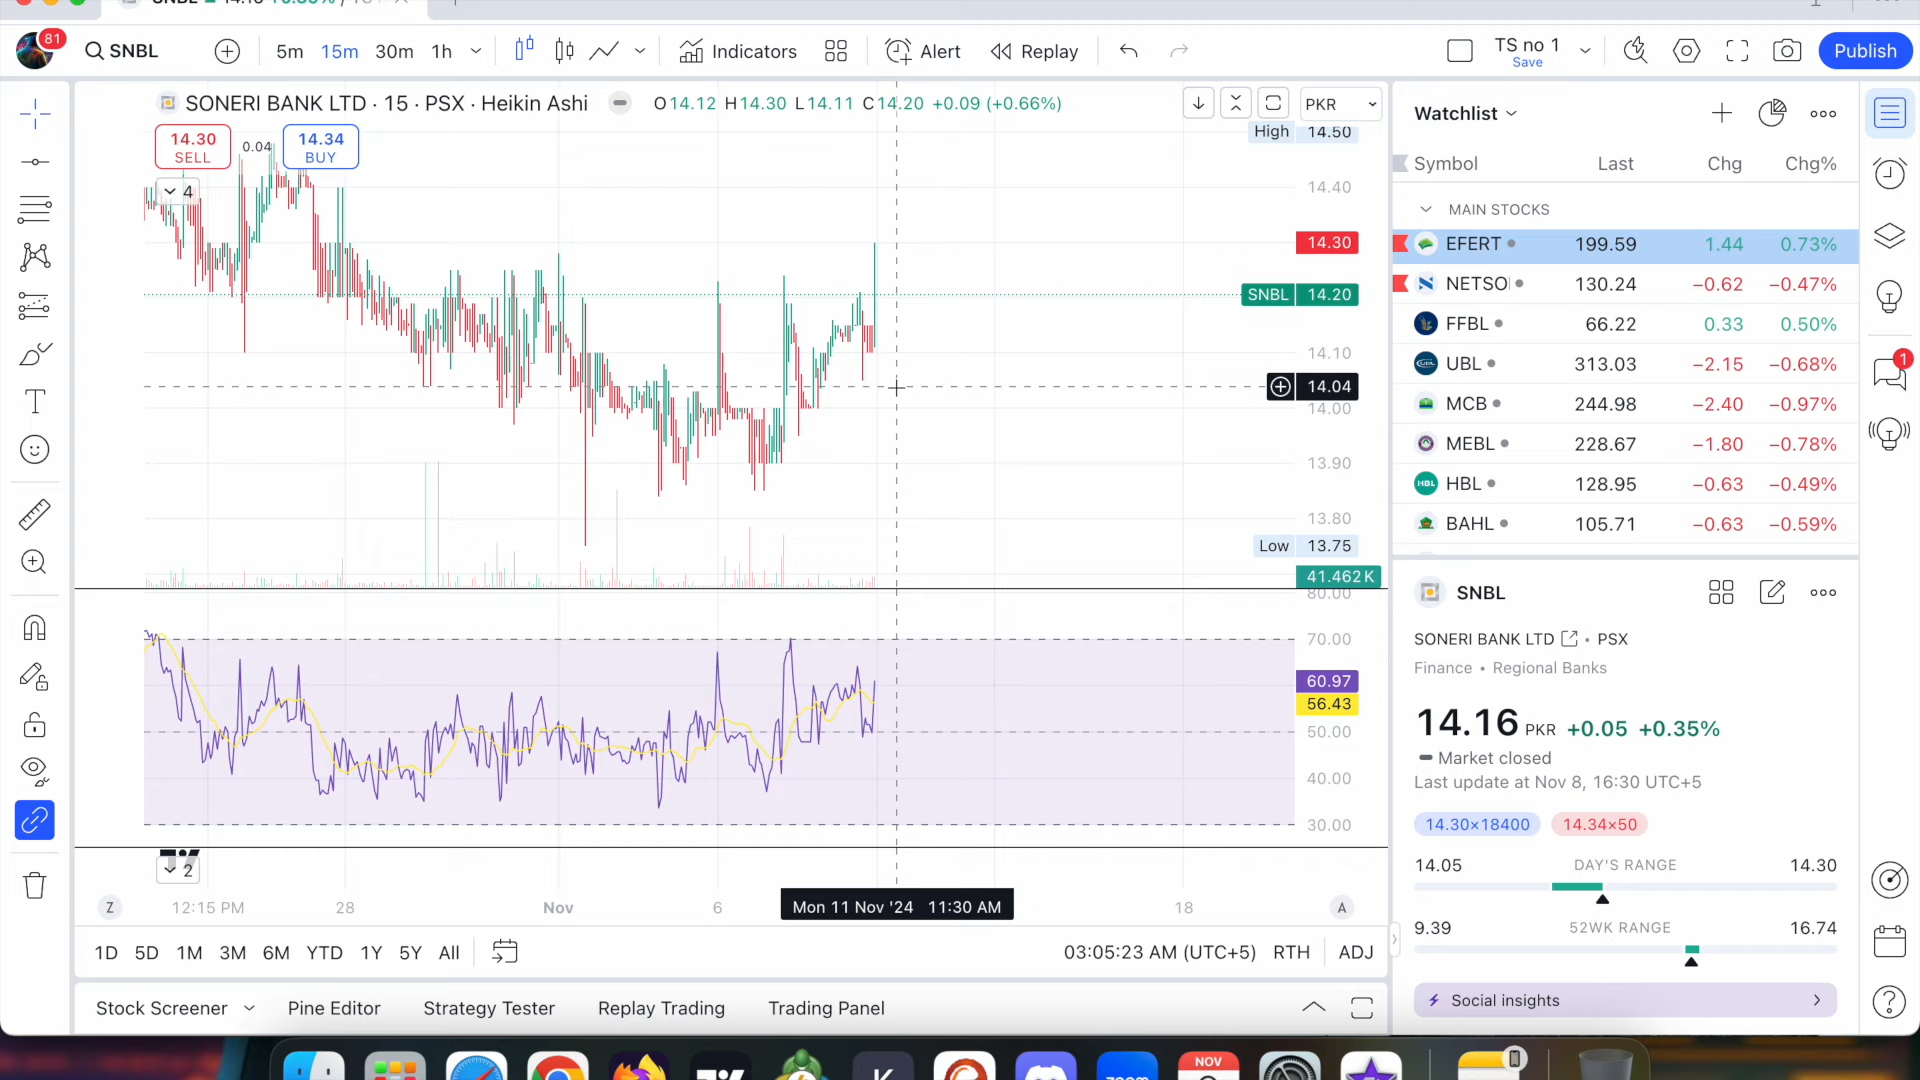 81
SNBL
5m 15m 30m 1h
Indicators
Alert
Replay
TS no 1
Save
Publish
SONERI BANK LTD · 15 · PSX · Heikin Ashi
O14.12 H14.30 L14.11 C14.20 +0.09 (+0.66%)
PKR
14.30
SELL
0.04
14.34
BUY
4
High 14.50
14.40
14.30
SNBL 14.20
14.10
14.04
14.00
13.90
13.80
Low 13.75
41.462K
80.00
70.00
60.97
56.43
50.00
40.00
30.00
2
Z
12:15 PM
28
Nov
6
Mon 11 Nov '24 11:30 AM
18
A
1D 5D 1M 3M 6M YTD 1Y 5Y All
03:05:23 AM (UTC+5) RTH ADJ
Stock Screener
Pine Editor
Strategy Tester
Replay Trading
Trading Panel
Watchlist
Symbol Last Chg Chg%
MAIN STOCKS
EFERT 199.59 1.44 0.73%
NETSO 130.24 −0.62 −0.47%
FFBL 66.22 0.33 0.50%
UBL 313.03 −2.15 −0.68%
MCB 244.98 −2.40 −0.97%
MEBL 228.67 −1.80 −0.78%
HBL HBL 128.95 −0.63 −0.49%
BAHL 105.71 −0.63 −0.59%
SNBL
SONERI BANK LTD • PSX
Finance • Regional Banks
14.16 PKR +0.05 +0.35%
Market closed
Last update at Nov 8, 16:30 UTC+5
14.30×18400 14.34×50
14.05 DAY'S RANGE 14.30
9.39 52WK RANGE 16.74
Social insights
1
NOV